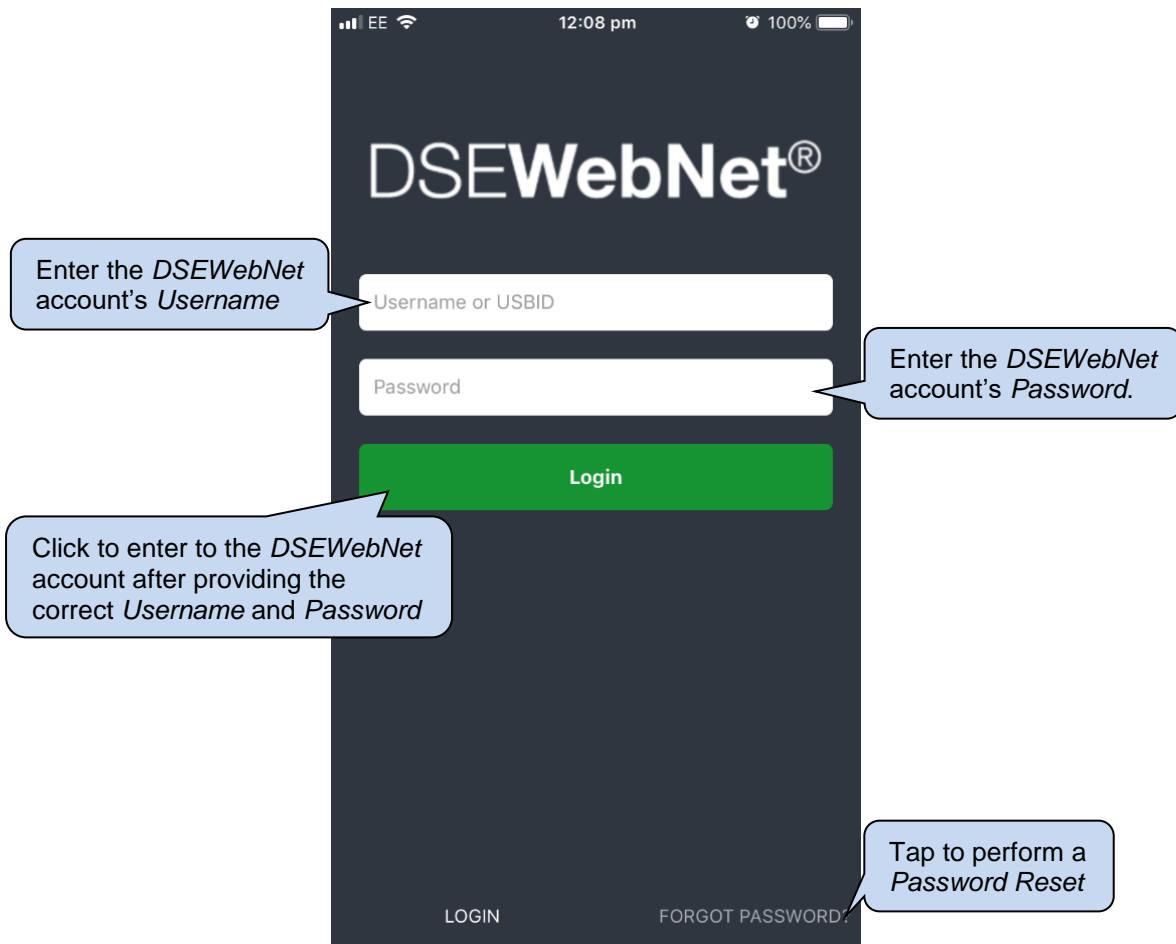 EE 12:08 pm 100%
DSEWebNet®
Enter the DSEWebNet
account's Username
Username or USBID
Enter the DSEWebNet
account's Password.
Password
Login
Click to enter to the DSEWebNet
account after providing the
correct Username and Password
Tap to perform a
Password Reset
LOGIN FORGOT PASSWORD?